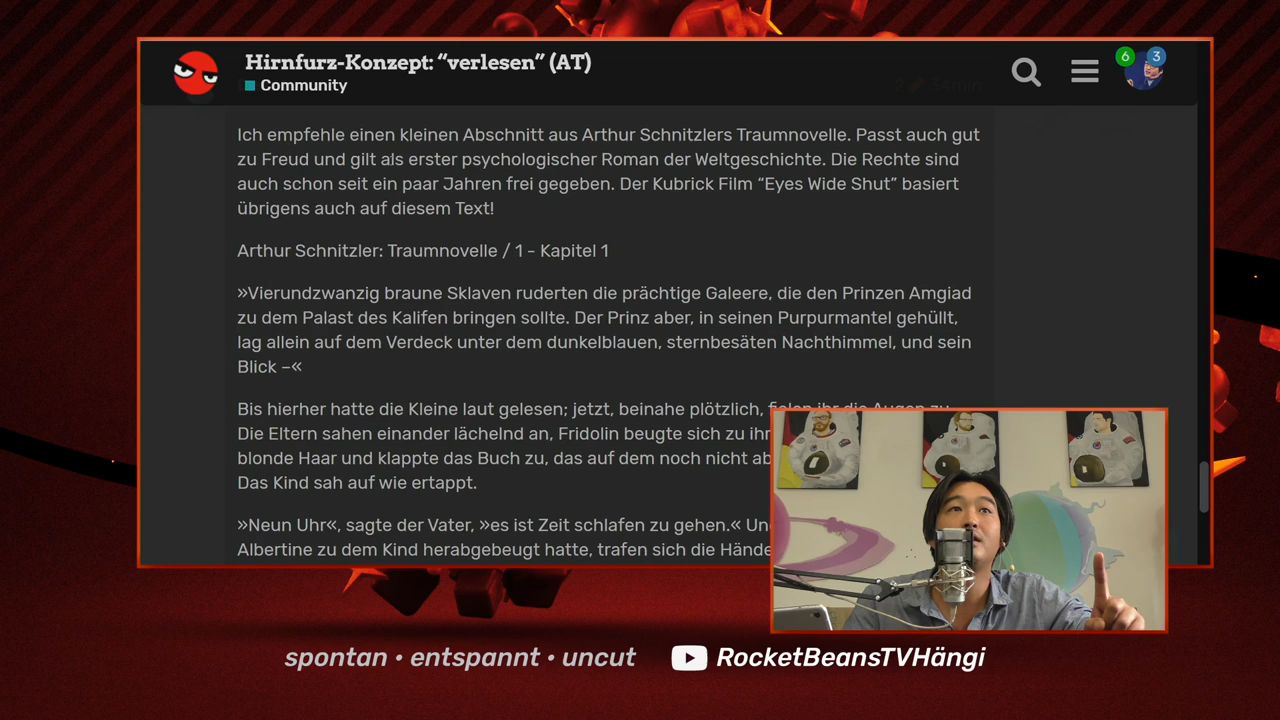 Hirnfurz-Konzept: “verlesen” (AT)
Community
6
3
Ich empfehle einen kleinen Abschnitt aus Arthur Schnitzlers Traumnovelle. Passt auch gut
zu Freud und gilt als erster psychologischer Roman der Weltgeschichte. Die Rechte sind
auch schon seit ein paar Jahren frei gegeben. Der Kubrick Film “Eyes Wide Shut” basiert
übrigens auch auf diesem Text!
Arthur Schnitzler: Traumnovelle / 1 - Kapitel 1
»Vierundzwanzig braune Sklaven ruderten die prächtige Galeere, die den Prinzen Amgiad
zu dem Palast des Kalifen bringen sollte. Der Prinz aber, in seinen Purpurmantel gehüllt,
lag allein auf dem Verdeck unter dem dunkelblauen, sternbesäten Nachthimmel, und sein
Blick –«
Bis hierher hatte die Kleine laut gelesen; jetzt, beinahe plötzlich, fielen ihr die Augen zu.
Die Eltern sahen einander lächelnd an, Fridolin beugte sich zu
blonde Haar und klappte das Buch zu, das auf dem noch nicht
Das Kind sah auf wie ertappt.
»Neun Uhr«, sagte der Vater, »es ist Zeit schlafen zu gehen.«
Albertine zu dem Kind herabgebeugt hatte, trafen sich die
spontan • entspannt • uncut
RocketBeansTVHängi